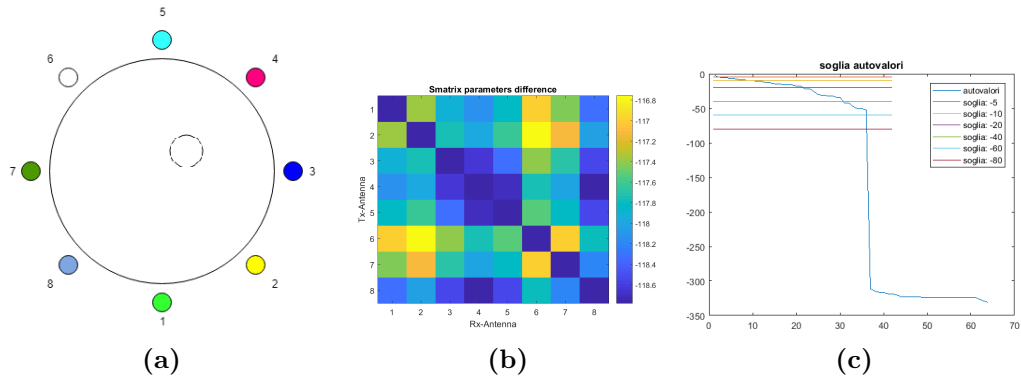 5
6
4
7
3
8
2
1
(a)
Smatrix parameters difference
Tx-Antenna
1
2
3
4
5
6
7
8
1 2 3 4 5 6 7 8
Rx-Antenna
-116.8
-117
-117.2
-117.4
-117.6
-117.8
-118
-118.2
-118.4
-118.6
(b)
soglia autovalori
0
-50
-100
-150
-200
-250
-300
-350
0 10 20 30 40 50 60 70
autovalori
soglia: -5
soglia: -10
soglia: -20
soglia: -40
soglia: -60
soglia: -80
(c)